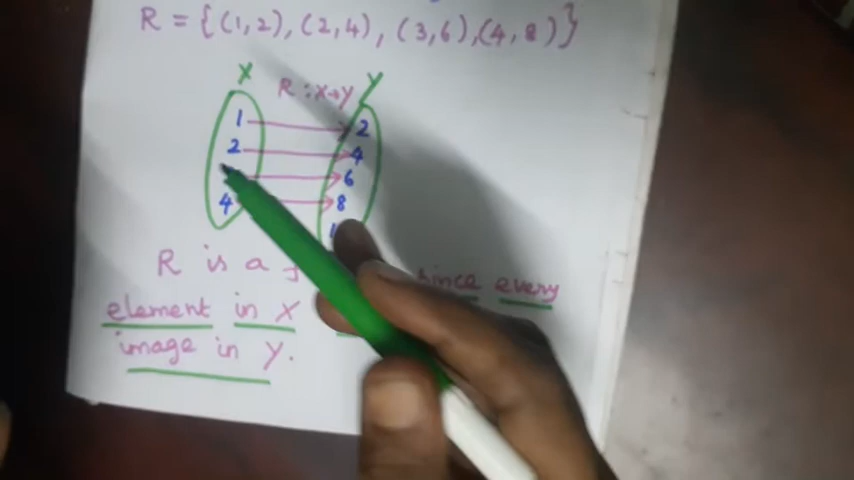 R = {(1,2),(2,4),(3,6),(4,8)}
X R:X→Y Y
1 2
2 4
6
4 8
R is a since every
element in X
image in Y.